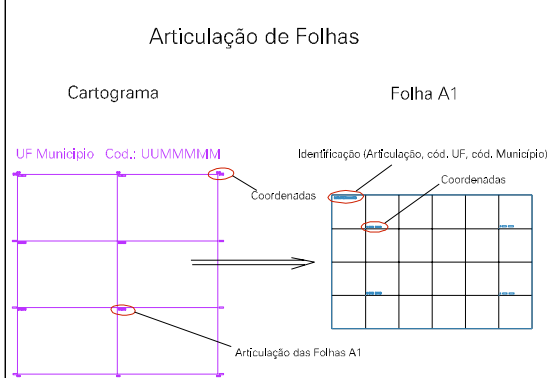 Articulação de Folhas
Cartograma
Folha A1
UF Municipio Cod.: UUMMMMM
Identificação (Articulação, cód. UF, cód. Município)
Coordenadas
Coordenadas
Articulação das Folhas A1